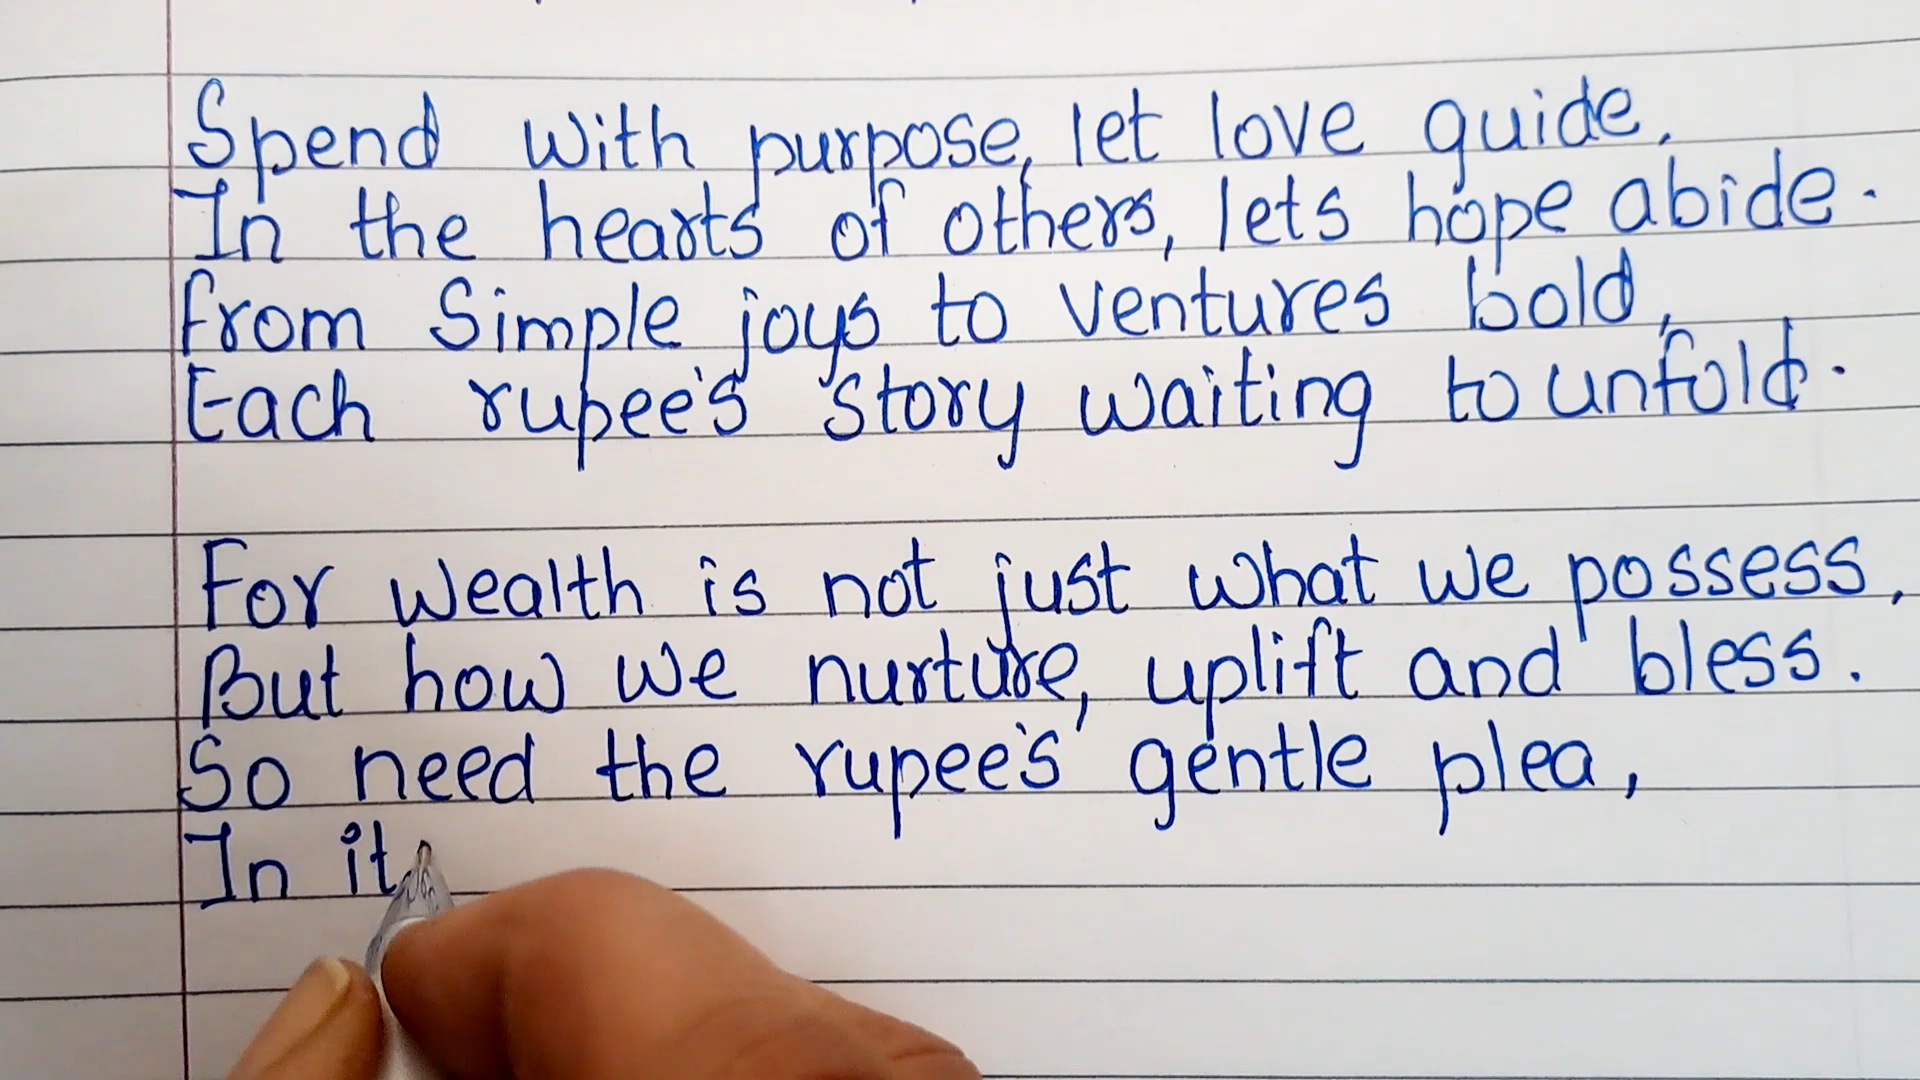 Spend with purpose, let love guide,
In the hearts of others, lets hope abide.
from Simple joys to ventures bold,
Each rupee's story waiting to unfold.
For wealth is not just what we possess,
But how we nurture, uplift and bless.
So need the rupee's gentle plea,
In it